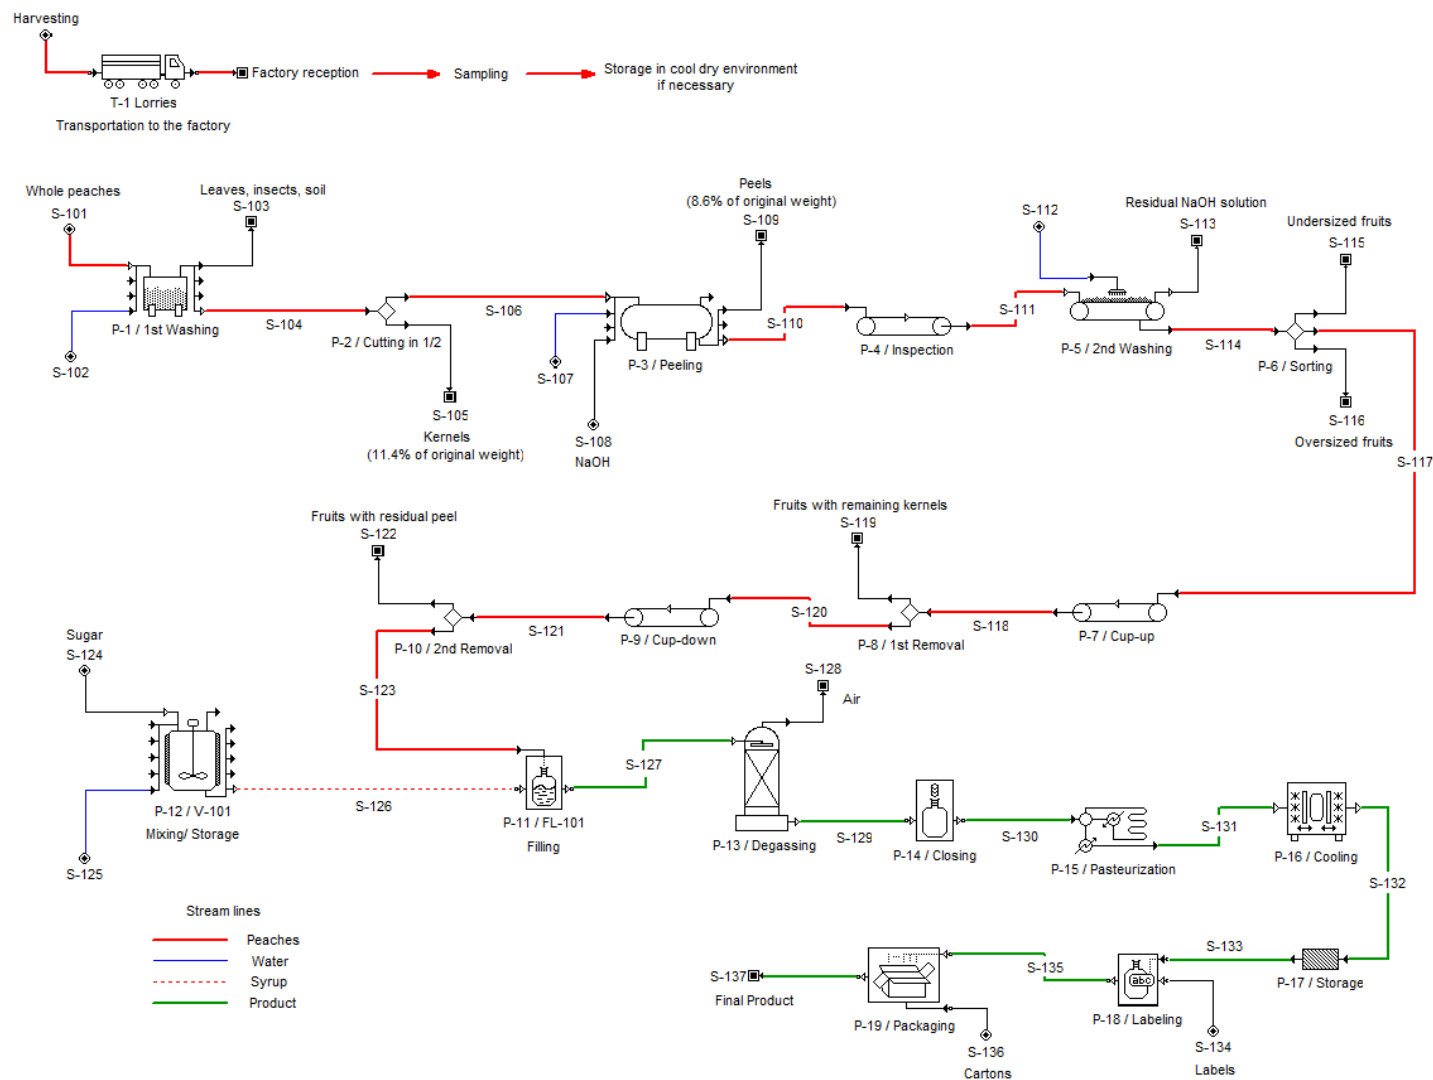 Harvesting
T-1 Lorries
Transportation to the factory
Factory reception
Sampling
Storage in cool dry environment
if necessary
Whole peaches
S-101
Leaves, insects, soil
S-103
P-1 / 1st Washing
S-102
S-104
P-2 / Cutting in 1/2
S-105
Kernels
(11.4% of original weight)
S-106
S-107
S-108
NaOH
Peels
(8.6% of original weight)
S-109
P-3 / Peeling
S-110
P-4 / Inspection
S-111
S-112
Residual NaOH solution
S-113
P-5 / 2nd Washing
S-114
Undersized fruits
S-115
P-6 / Sorting
S-116
Oversized fruits
S-117
Fruits with residual peel
S-122
Fruits with remaining kernels
S-119
P-10 / 2nd Removal
S-121
P-9 / Cup-down
S-120
P-8 / 1st Removal
S-118
P-7 / Cup-up
S-123
Sugar
S-124
P-12 / V-101
Mixing/ Storage
S-125
S-126
P-11 / FL-101
Filling
S-127
S-128
Air
P-13 / Degassing
S-129
P-14 / Closing
S-130
P-15 / Pasteurization
S-131
P-16 / Cooling
S-132
P-17 / Storage
S-133
abc
P-18 / Labeling
S-134
Labels
S-135
P-19 / Packaging
S-136
Cartons
S-137
Final Product
Stream lines
Peaches
Water
Syrup
Product